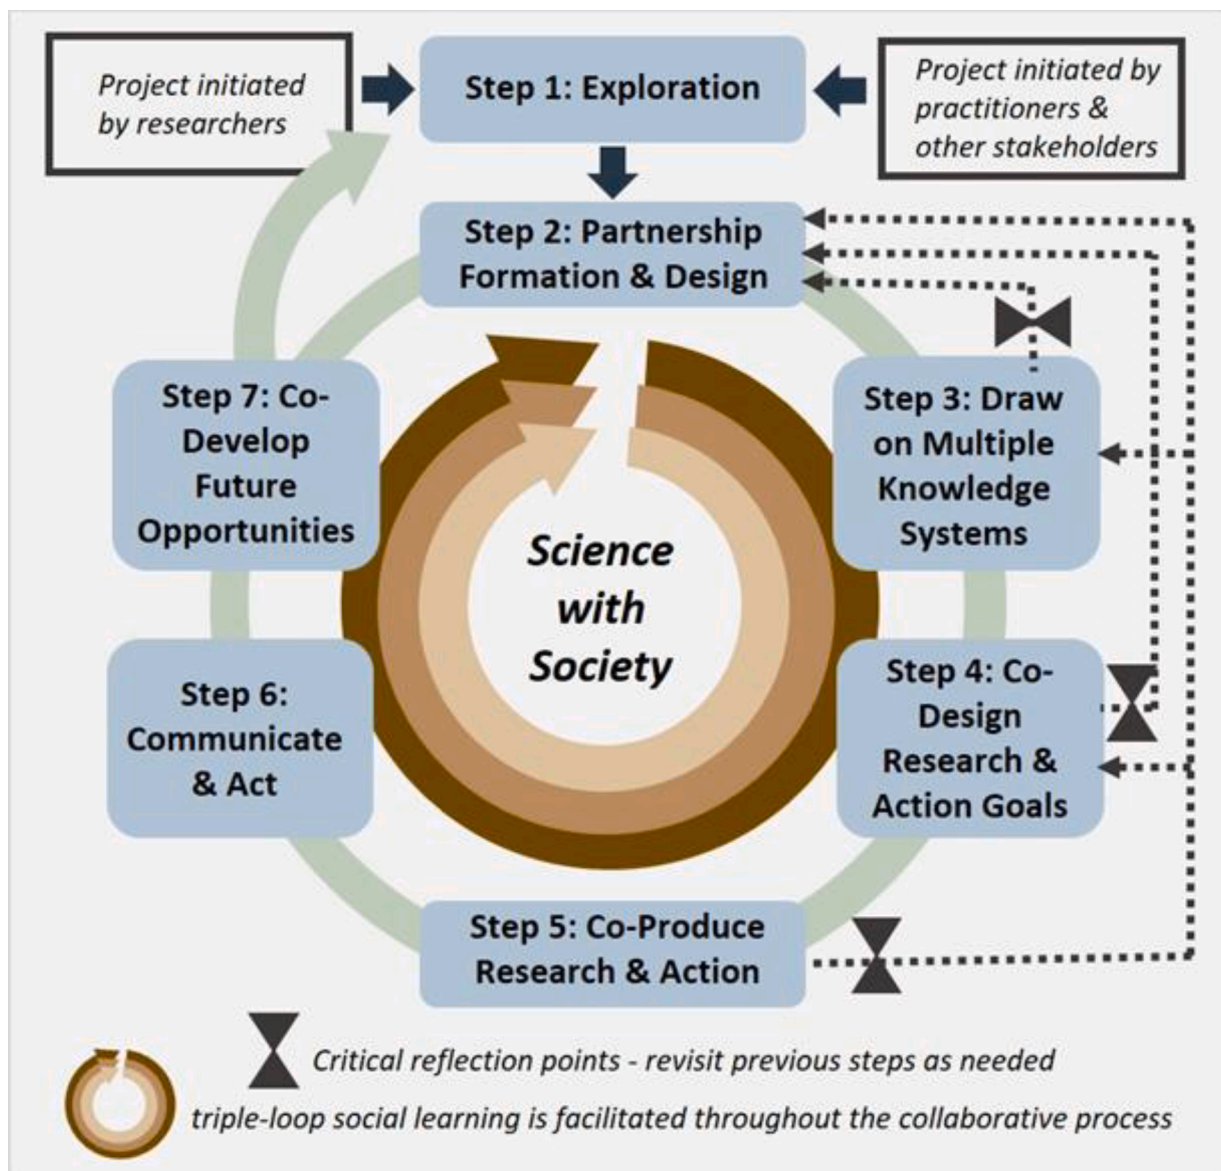 Project initiated
by researchers
Step 1: Exploration
Project initiated by
practitioners &
other stakeholders
Step 2: Partnership
Formation & Design
Step 3: Draw
on Multiple
Knowledge
Systems
Step 4: Co-
Design
Research &
Action Goals
Step 5: Co-Produce
Research & Action
Step 6:
Communicate
& Act
Step 7: Co-
Develop
Future
Opportunities
Science
with
Society
Critical reflection points - revisit previous steps as needed
triple-loop social learning is facilitated throughout the collaborative process